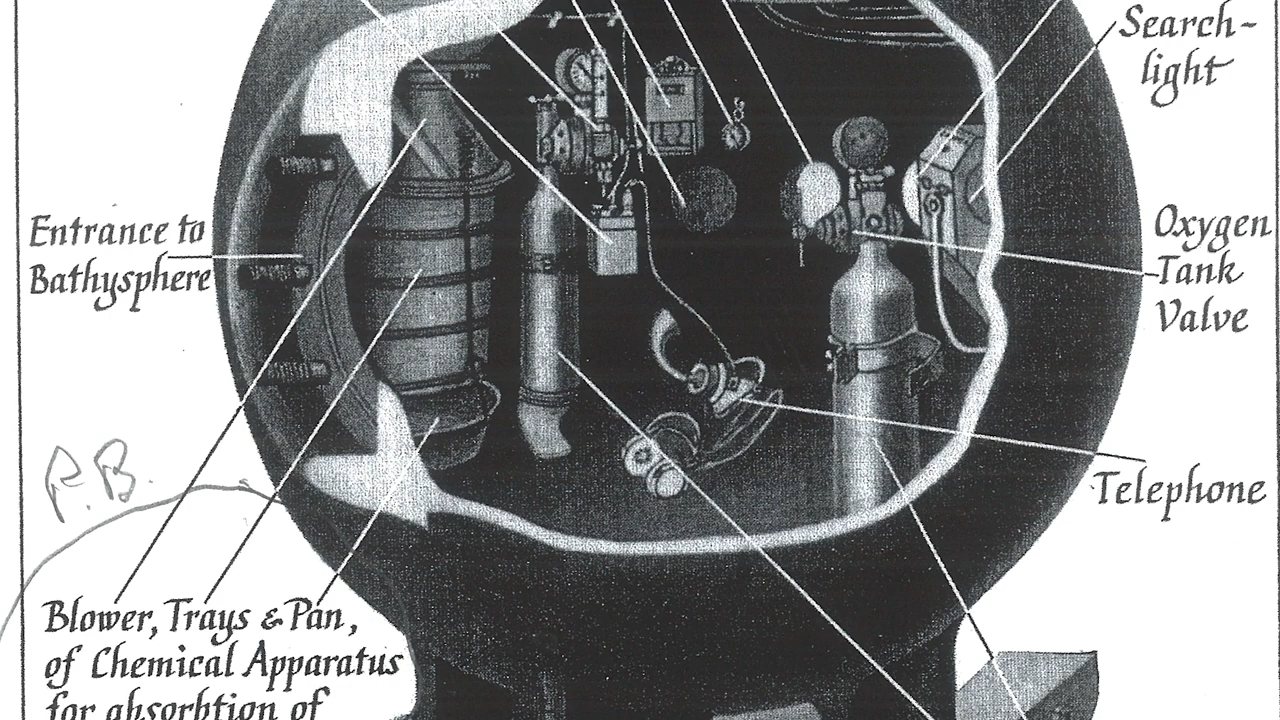 Search-
light
Entrance to
Bathysphere
Oxygen
Tank
Valve
P.B.
Telephone
Blower, Trays & Pan,
of Chemical Apparatus
for absorbtion of